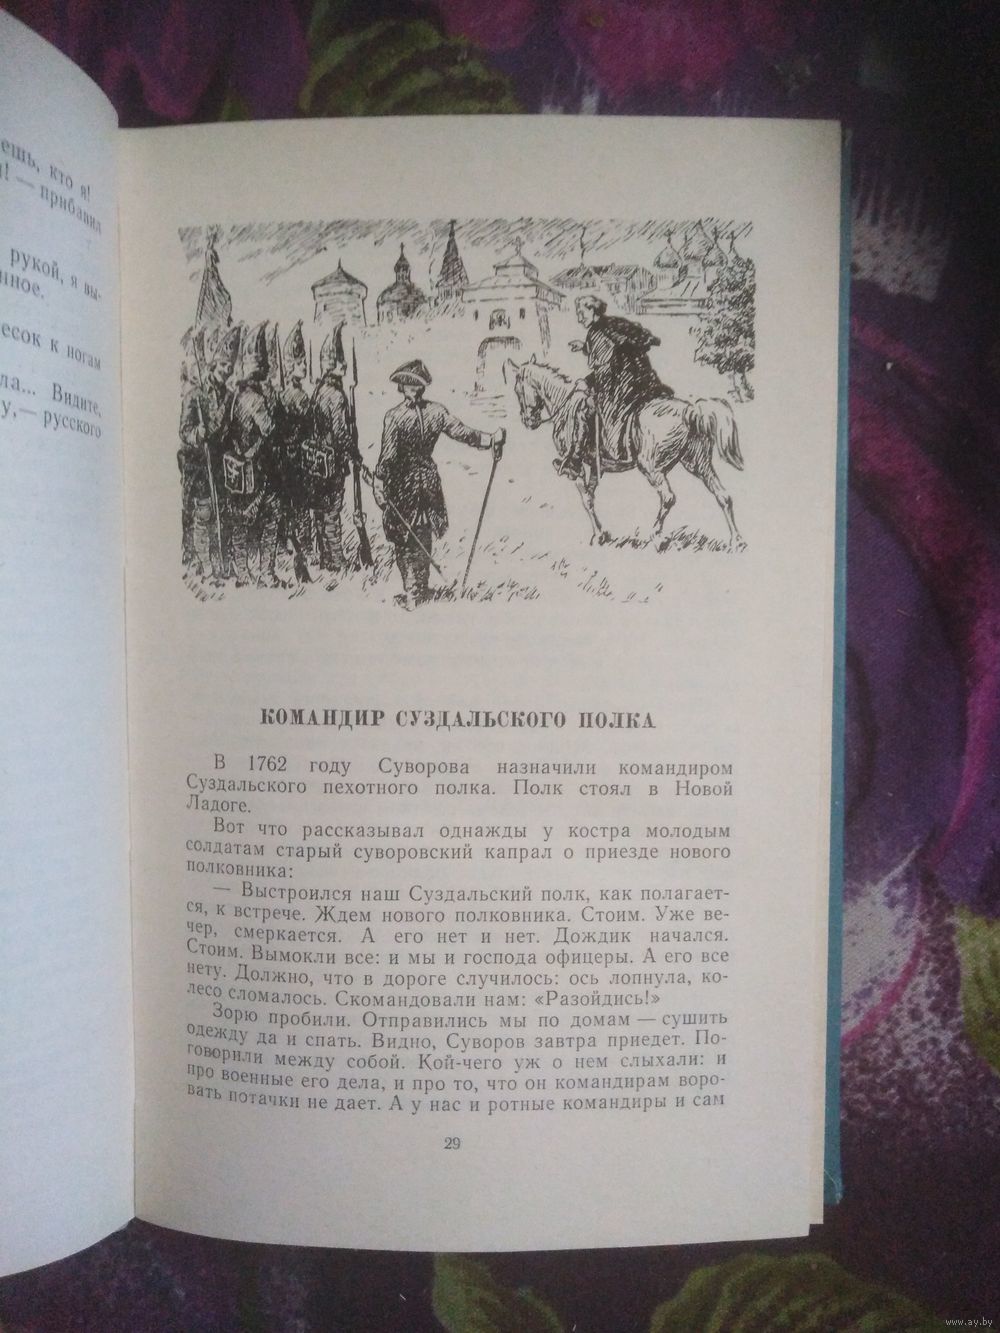 кто я!
— прибавил
рукой, я вы-
нное.
к ногам
Видите,
— русского
КОМАНДИР СУЗДАЛЬСКОГО ПОЛКА
В 1762 году Суворова назначили командиром
Суздальского пехотного полка. Полк стоял в Новой
Ладоге.
Вот что рассказывал однажды у костра молодым
солдатам старый суворовский капрал о приезде нового
полковника:
— Выстроился наш Суздальский полк, как полагает-
ся, к встрече. Ждем нового полковника. Стоим. Уже ве-
чер, смеркается. А его нет и нет. Дождик начался.
Стоим. Вымокли все: и мы и господа офицеры. А его все
нету. Должно, что в дороге случилось: ось лопнула, ко-
лесо сломалось. Скомандовали нам: «Разойдись!»
Зорю пробили. Отправились мы по домам — сушить
одежду да и спать. Видно, Суворов завтра приедет. По-
говорили между собой. Кой-чего уж о нем слыхали: и
про военные его дела, и про то, что он командирам воро-
вать потачки не дает. А у нас и ротные командиры и сам
29
www.ay.by